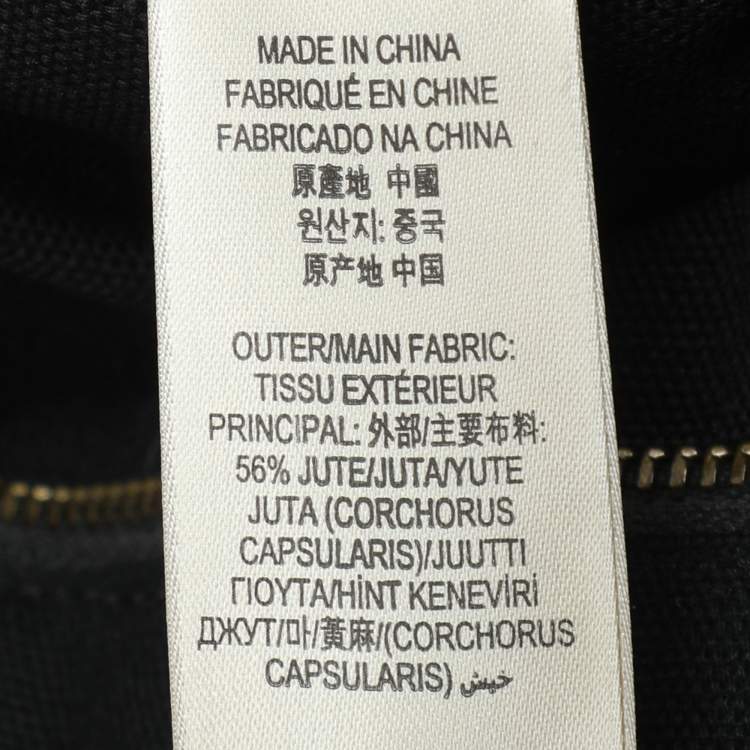 MADE IN CHINA
FABRIQUÉ EN CHINE
FABRICADO NA CHINA
原產地 中國
원산지: 중국
原产地 中国
OUTER/MAIN FABRIC:
TISSU EXTÉRIEUR
PRINCIPAL: 外部/主要布料:
56% JUTE/JUTA/YUTE
JUTA (CORCHORUS
CAPSULARIS)/JUUTTI
ΓΙΟΥΤΑ/HİNT KENEVİRİ
ДЖУТ/마/黃麻/(CORCHORUS
CAPSULARIS) خيش